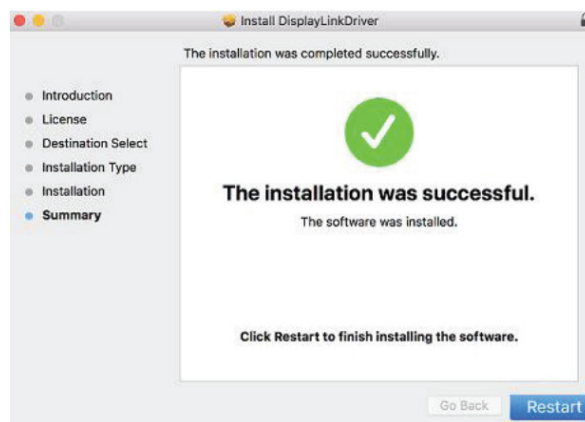 Install DisplayLinkDriver
The installation was completed successfully.
Introduction
License
Destination Select
Installation Type
Installation
Summary
The installation was successful.
The software was installed.
Click Restart to finish installing the software.
Go Back
Restart